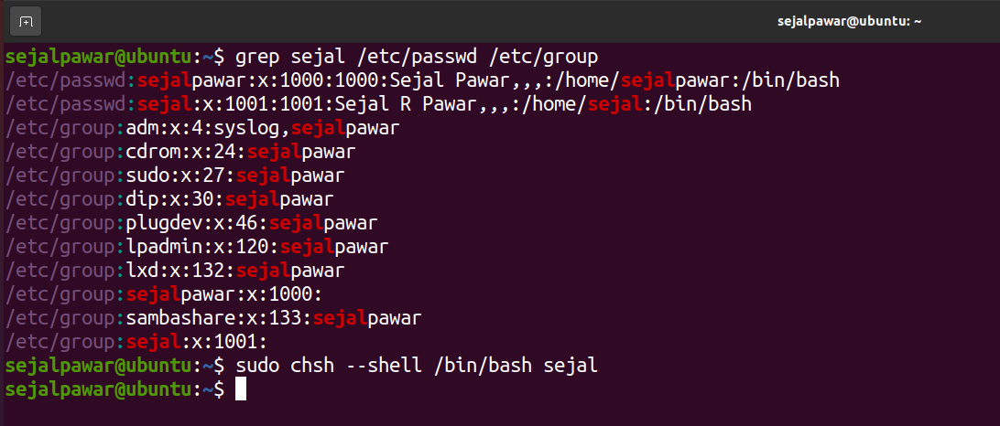 sejalpawar@ubuntu: ~
sejalpawar@ubuntu:~$ grep sejal /etc/passwd /etc/group
/etc/passwd:sejalpawar:x:1000:1000:Sejal Pawar,,,:/home/sejalpawar:/bin/bash
/etc/passwd:sejal:x:1001:1001:Sejal R Pawar,,,:/home/sejal:/bin/bash
/etc/group:adm:x:4:syslog,sejalpawar
/etc/group:cdrom:x:24:sejalpawar
/etc/group:sudo:x:27:sejalpawar
/etc/group:dip:x:30:sejalpawar
/etc/group:plugdev:x:46:sejalpawar
/etc/group:lpadmin:x:120:sejalpawar
/etc/group:lxd:x:132:sejalpawar
/etc/group:sejalpawar:x:1000:
/etc/group:sambashare:x:133:sejalpawar
/etc/group:sejal:x:1001:
sejalpawar@ubuntu:~$ sudo chsh --shell /bin/bash sejal
sejalpawar@ubuntu:~$